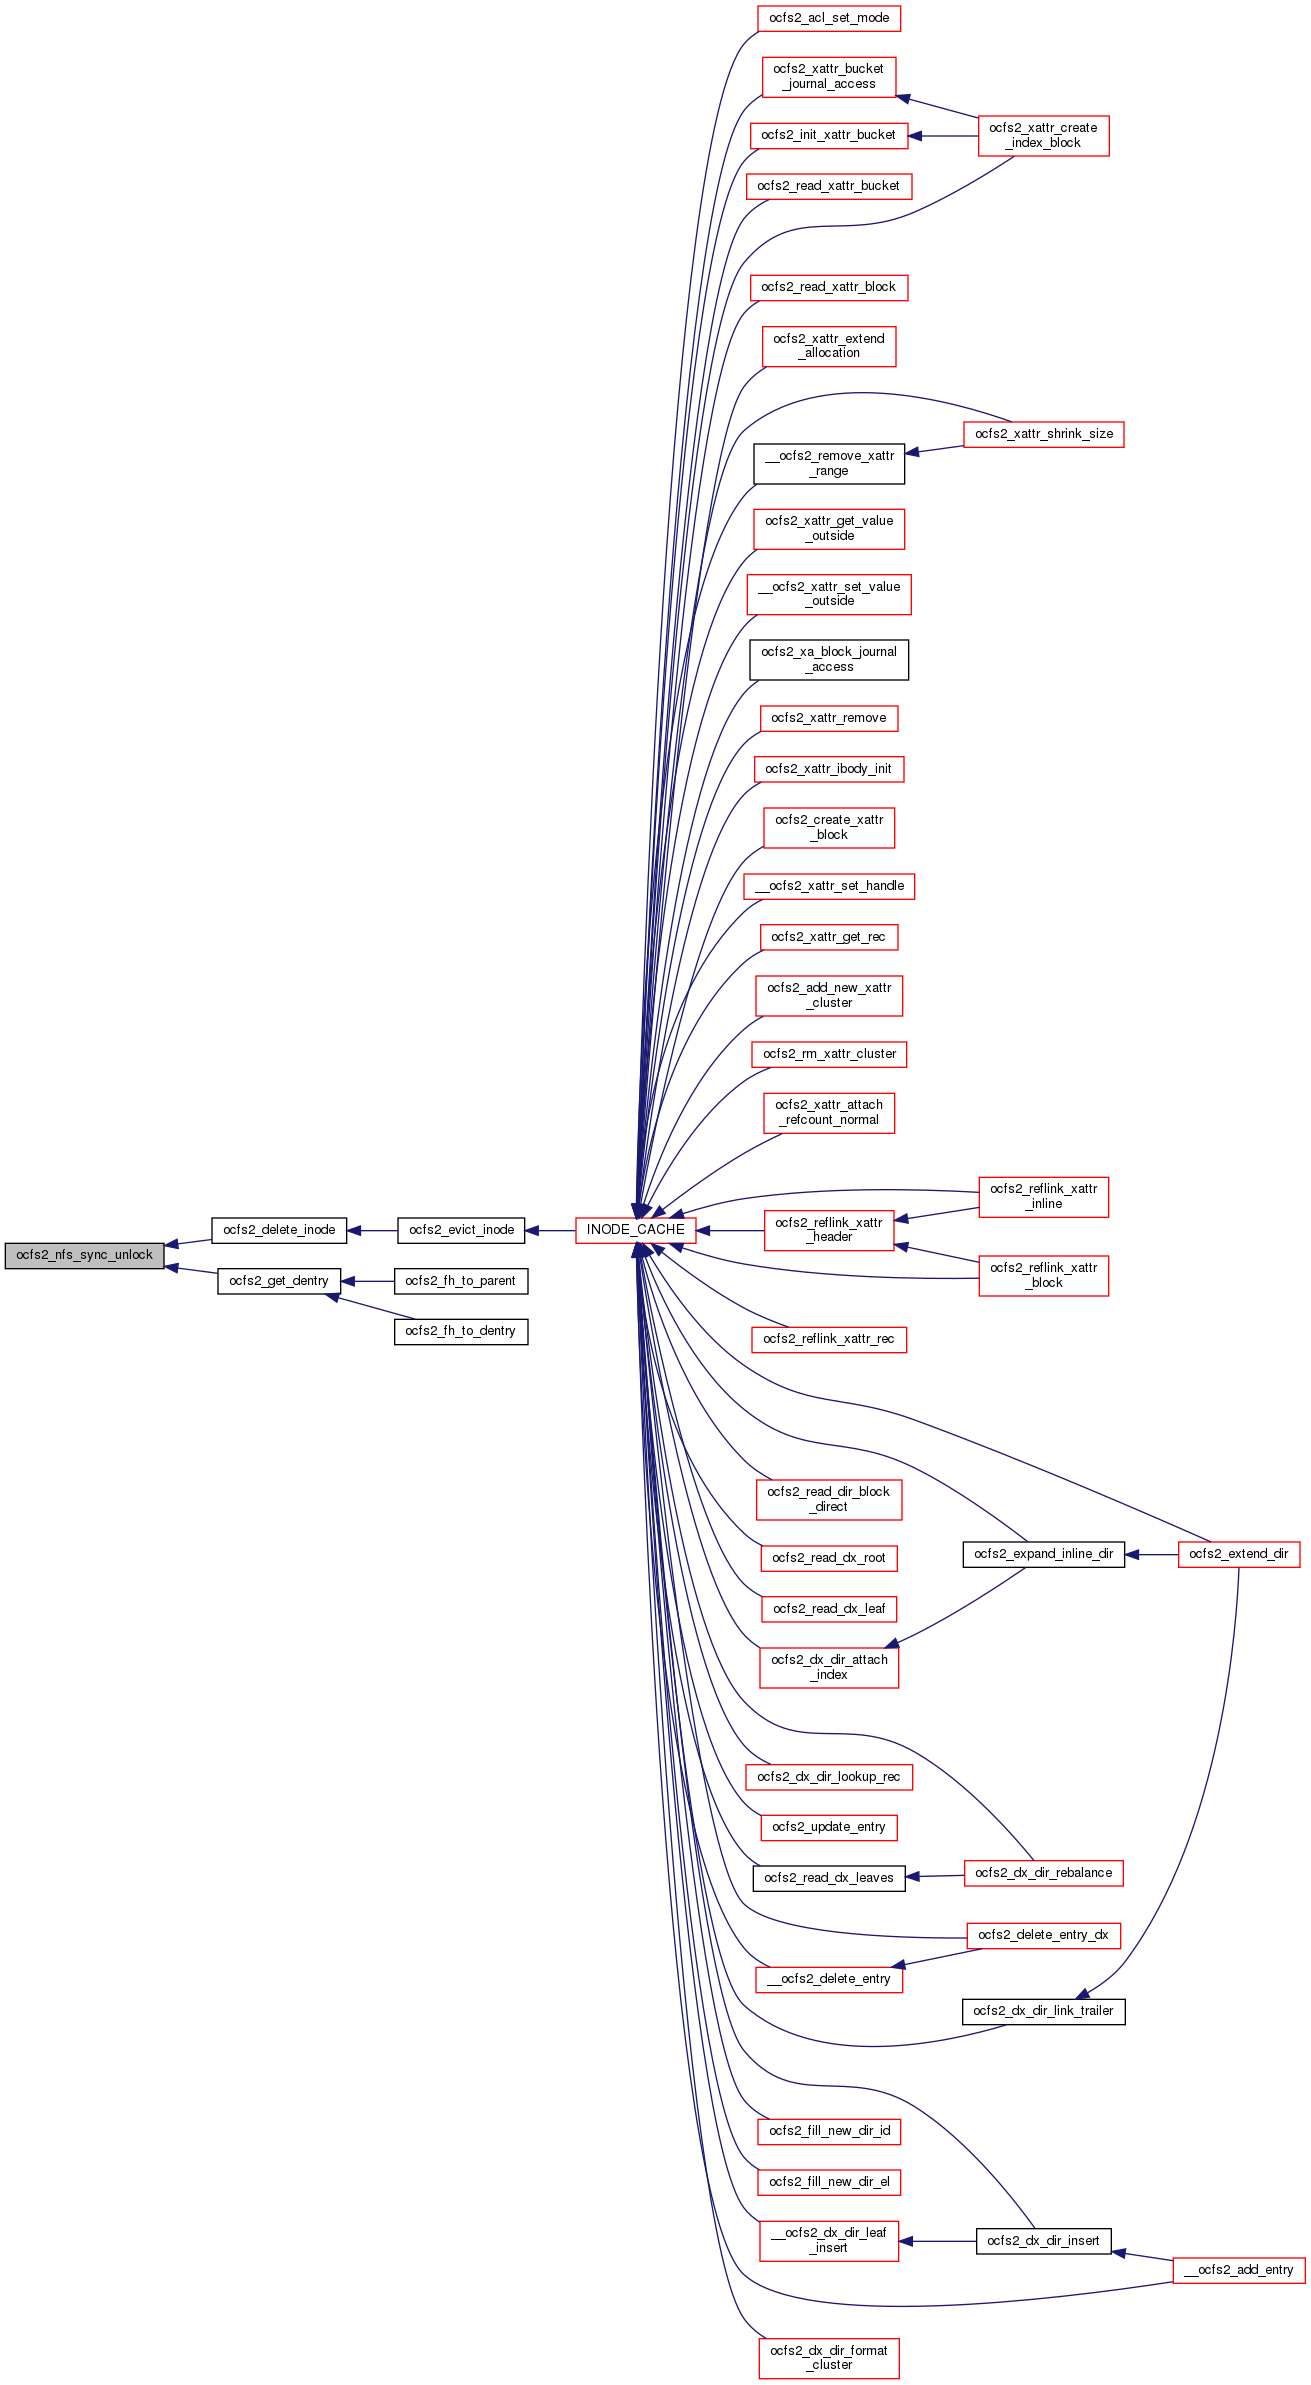 ocfs2_acl_set_mode
ocfs2_xattr_bucket
_journal_access
ocfs2_xattr_create
_index_block
ocfs2_init_xattr_bucket
ocfs2_read_xattr_bucket
ocfs2_read_xattr_block
ocfs2_xattr_extend
_allocation
ocfs2_xattr_shrink_size
__ocfs2_remove_xattr
_range
ocfs2_xattr_get_value
_outside
__ocfs2_xattr_set_value
_outside
ocfs2_xa_block_journal
_access
ocfs2_xattr_remove
ocfs2_xattr_ibody_init
ocfs2_create_xattr
_block
__ocfs2_xattr_set_handle
ocfs2_xattr_get_rec
ocfs2_add_new_xattr
_cluster
ocfs2_rm_xattr_cluster
ocfs2_xattr_attach
_refcount_normal
ocfs2_reflink_xattr
_inline
ocfs2_reflink_xattr
_header
ocfs2_delete_inode
ocfs2_evict_inode
INODE_CACHE
ocfs2_nfs_sync_unlock
ocfs2_get_dentry
ocfs2_fh_to_parent
ocfs2_reflink_xattr
_block
ocfs2_fh_to_dentry
ocfs2_reflink_xattr_rec
ocfs2_read_dir_block
_direct
ocfs2_read_dx_root
ocfs2_expand_inline_dir
ocfs2_extend_dir
ocfs2_read_dx_leaf
ocfs2_dx_dir_attach
_index
ocfs2_dx_dir_lookup_rec
ocfs2_update_entry
ocfs2_read_dx_leaves
ocfs2_dx_dir_rebalance
ocfs2_delete_entry_dx
__ocfs2_delete_entry
ocfs2_dx_dir_link_trailer
ocfs2_fill_new_dir_id
ocfs2_fill_new_dir_el
__ocfs2_dx_dir_leaf
_insert
ocfs2_dx_dir_insert
__ocfs2_add_entry
ocfs2_dx_dir_format
_cluster